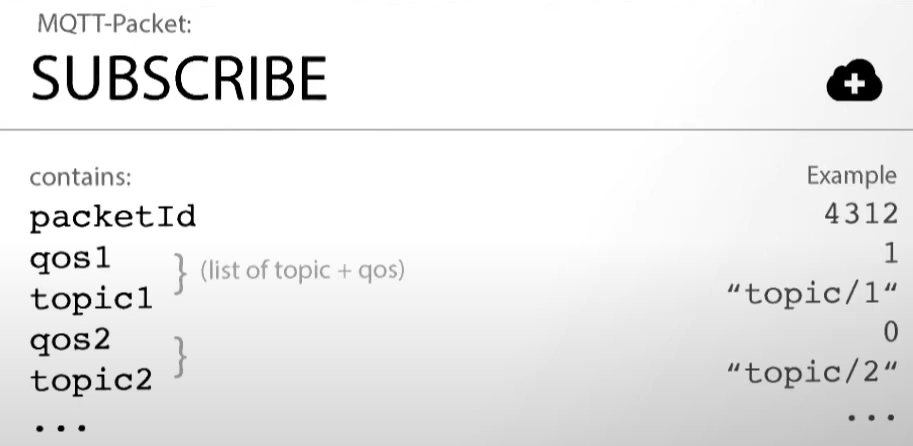 MQTT-Packet:
SUBSCRIBE
contains: Example
packetId 4312
qos1 1
} (list of topic + qos)
topic1 “topic/1“
qos2 0
}
topic2 “topic/2“
... ...